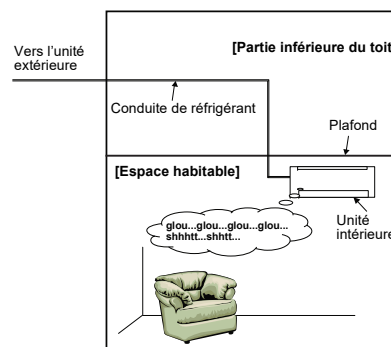 [Partie inférieure du toit
Vers l'unité
extérieure
Conduite de réfrigérant
Plafond
[Espace habitable]
Unité
intérieure
glou...glou...glou...glou...
shhhtt...shhtt...